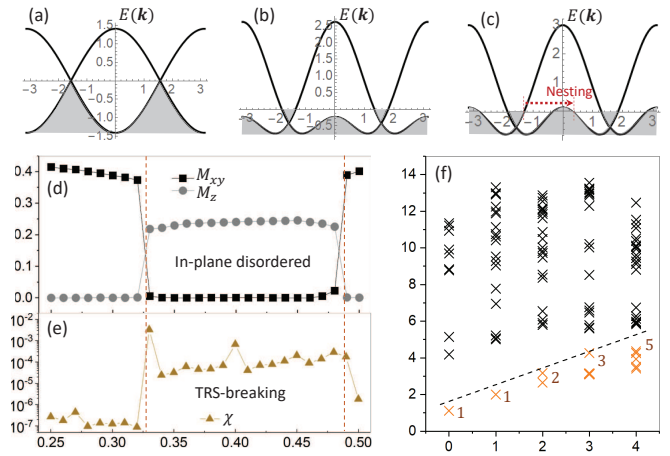 (a) E(k)
1.5
1.0
0.5
−3 −2 −1 1 2 3
−0.5
−1.0
−1.5
(b) E(k)
2.5
2.0
1.5
1.0
0.5
−3 −2 −1 1 2 3
−0.5
(c) E(k)
3
2
1
Nesting
−3 −2 −1 1 2 3
(d)
0.4
0.2
0.0
M_xy
M_z
In-plane disordered
(e)
10⁻²
10⁻³
10⁻⁴
10⁻⁵
10⁻⁶
10⁻⁷
TRS-breaking
χ
0.25 0.30 0.35 0.40 0.45 0.50
(f)
14
12
10
8
6
4
2
0
1 1 2 3 5
0 1 2 3 4